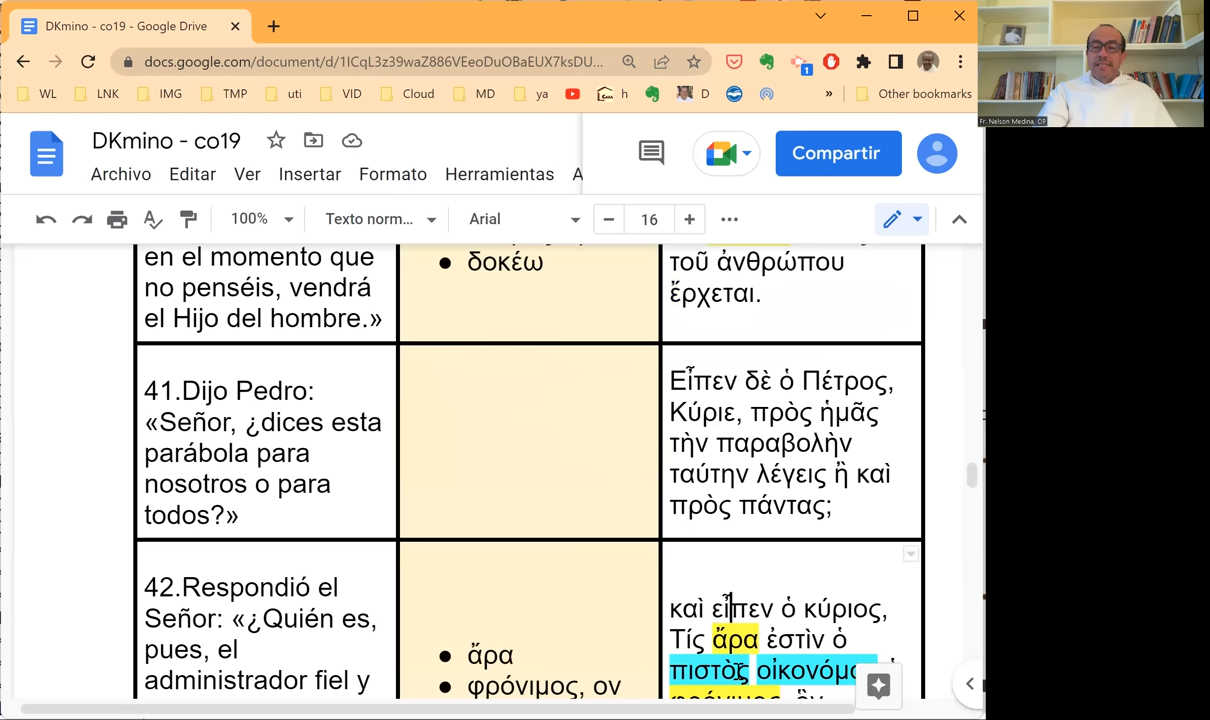 DKmino - co19 - Google Drive
docs.google.com/document/d/1ICqL3z39waZ886VEeoDuOBaEUX7ksDU...
WL LNK IMG TMP uti VID Cloud MD ya h D » Other bookmarks
1
Fr. Nelson Medina, OP
DKmino - co19
Archivo Editar Ver Insertar Formato Herramientas A
Compartir
100% Texto norm... Arial 16
en el momento que
no penséis, vendrá
el Hijo del hombre.»
● δοκέω
τοῦ ἀνθρώπου
ἔρχεται.
41.Dijo Pedro:
«Señor, ¿dices esta
parábola para
nosotros o para
todos?»
Εἶπεν δὲ ὁ Πέτρος,
Κύριε, πρὸς ἡμᾶς
τὴν παραβολὴν
ταύτην λέγεις ἢ καὶ
πρὸς πάντας;
42.Respondió el
Señor: «¿Quién es,
pues, el
administrador fiel y
● ἄρα
● φρόνιμος, ον
καὶ εἶπεν ὁ κύριος,
Τίς ἄρα ἐστὶν ὁ
πιστὸς